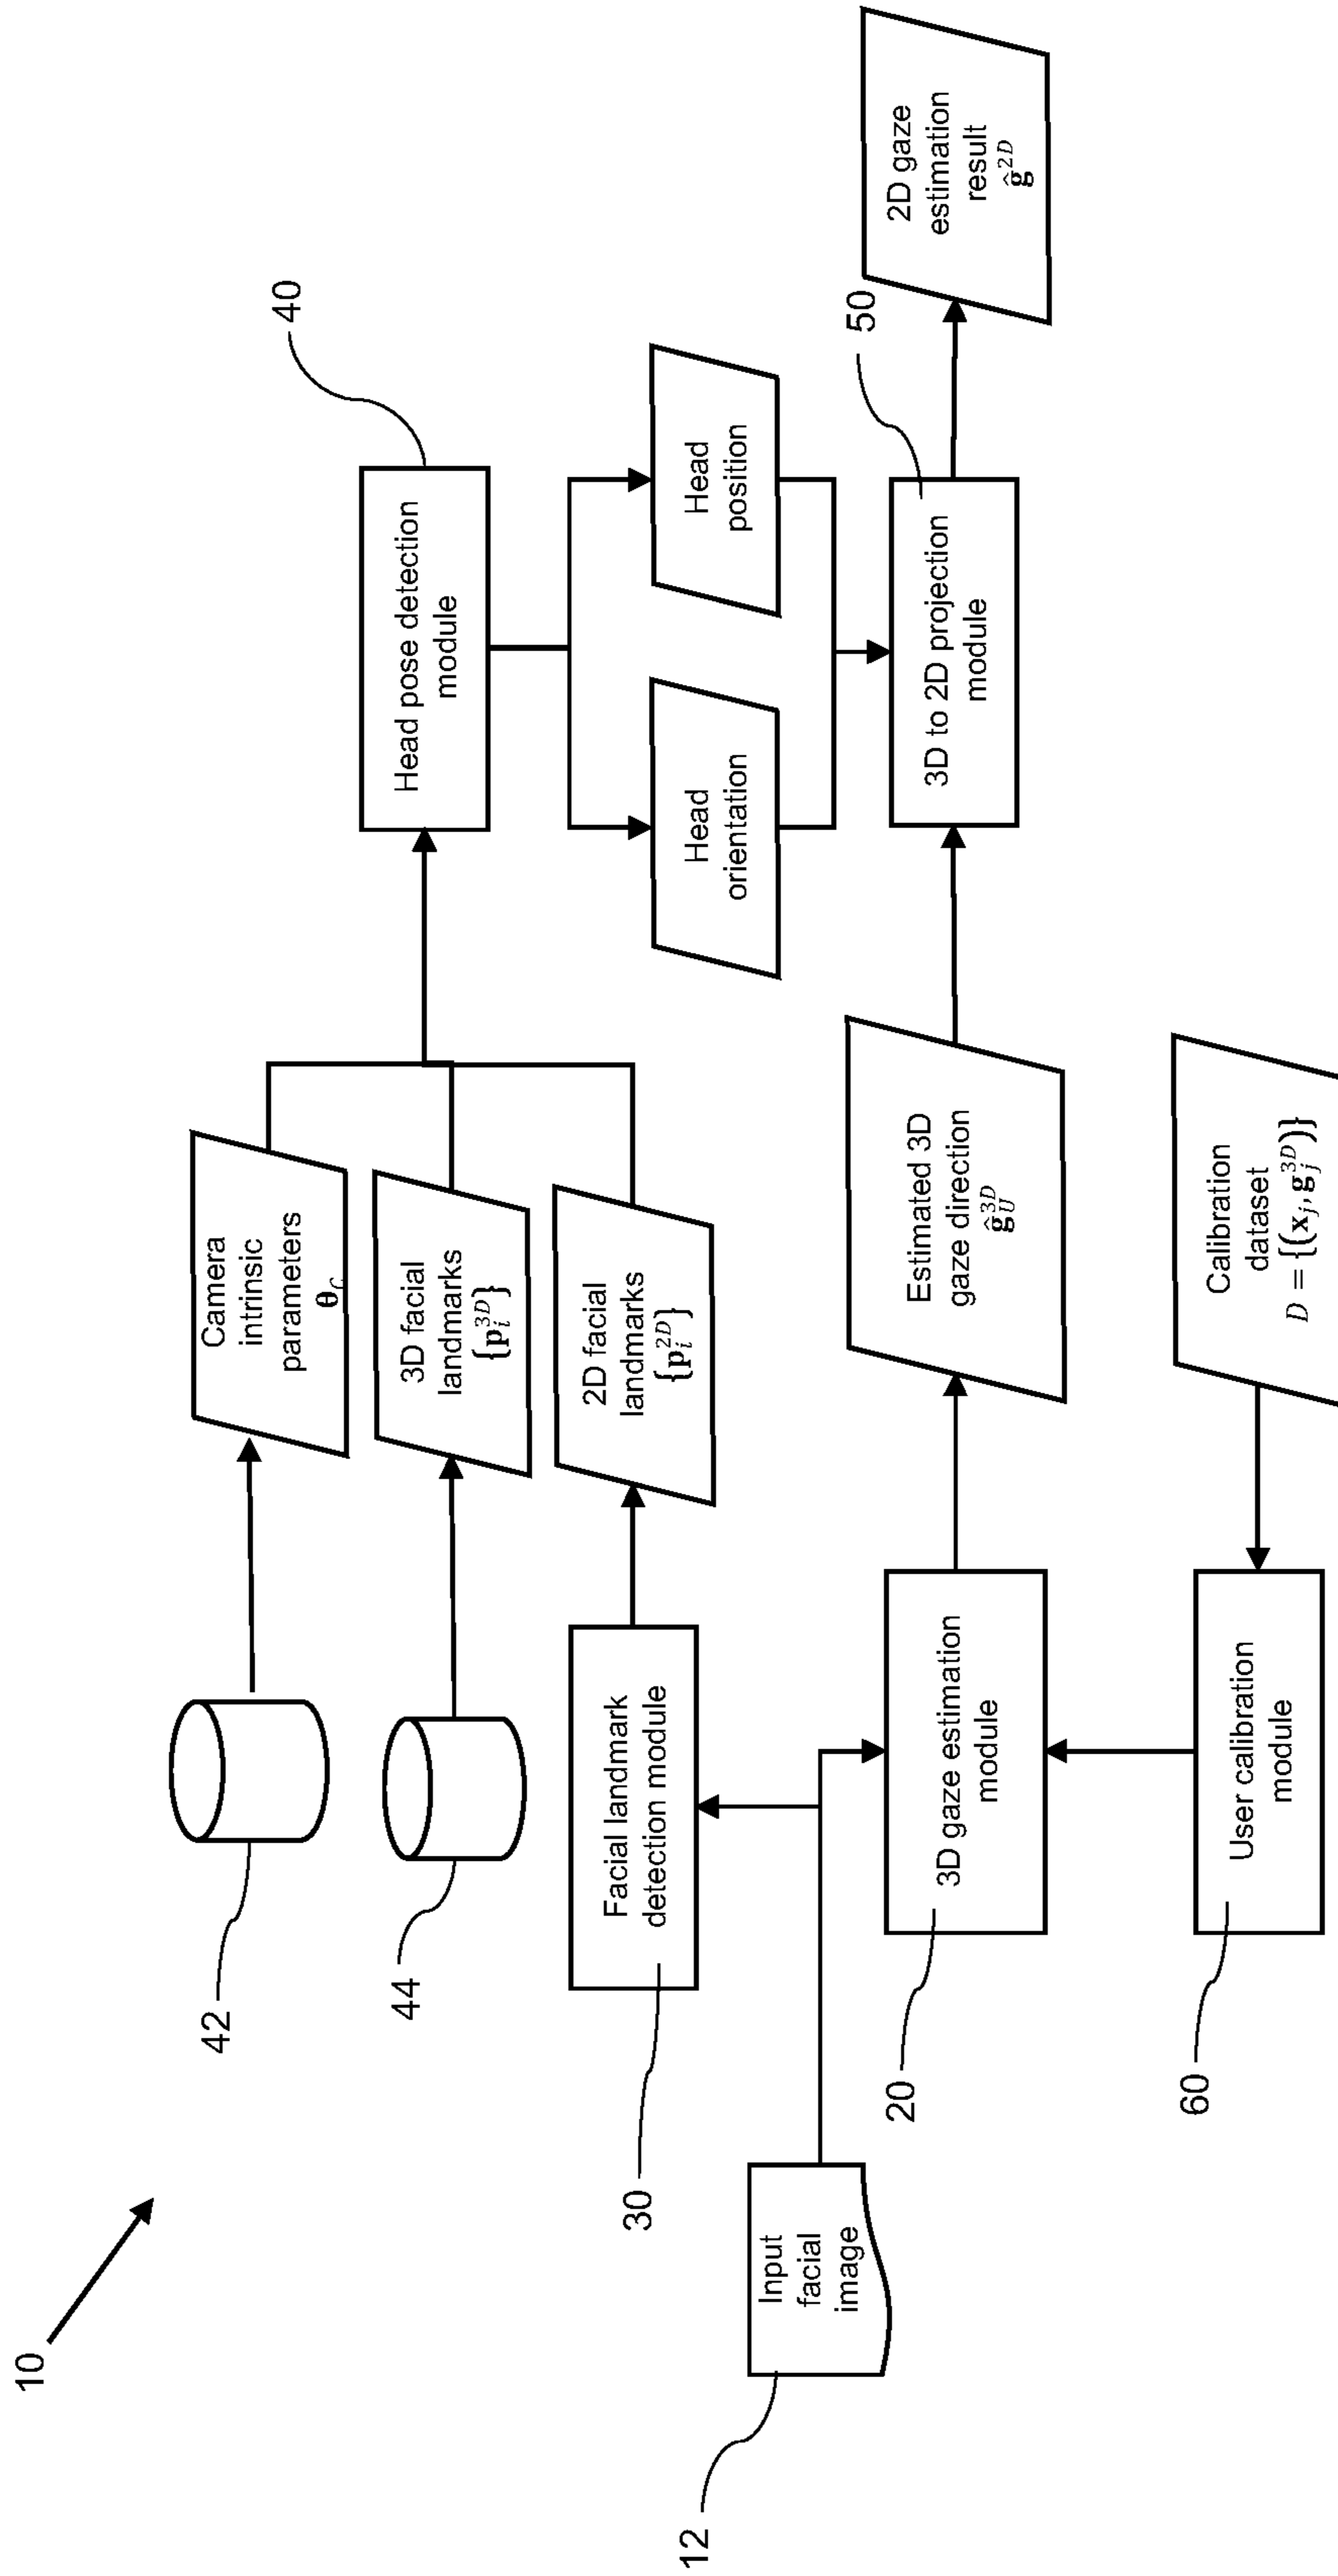 10
42
Camera
intrinsic
parameters
θ_C
44
3D facial
landmarks
{p_i^{3D}}
40
Head pose detection
module
30
Facial landmark
detection module
2D facial
landmarks
{p_i^{2D}}
Head
orientation
Head
position
12
Input
facial
image
20
3D gaze estimation
module
Estimated 3D
gaze direction
ĝ_U^{3D}
50
3D to 2D projection
module
2D gaze
estimation
result
ĝ^{2D}
60
User calibration
module
Calibration
dataset
D = {(x_j, g_j^{3D})}